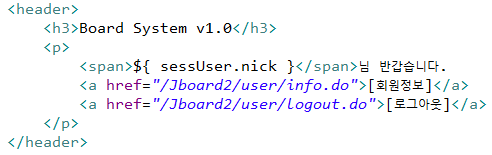 <header>
    <h3>Board System v1.0</h3>
    <p>
        <span>${ sessUser.nick }</span>님 반갑습니다.
        <a href="/Jboard2/user/info.do">[회원정보]</a>
        <a href="/Jboard2/user/logout.do">[로그아웃]</a>
    </p>
</header>